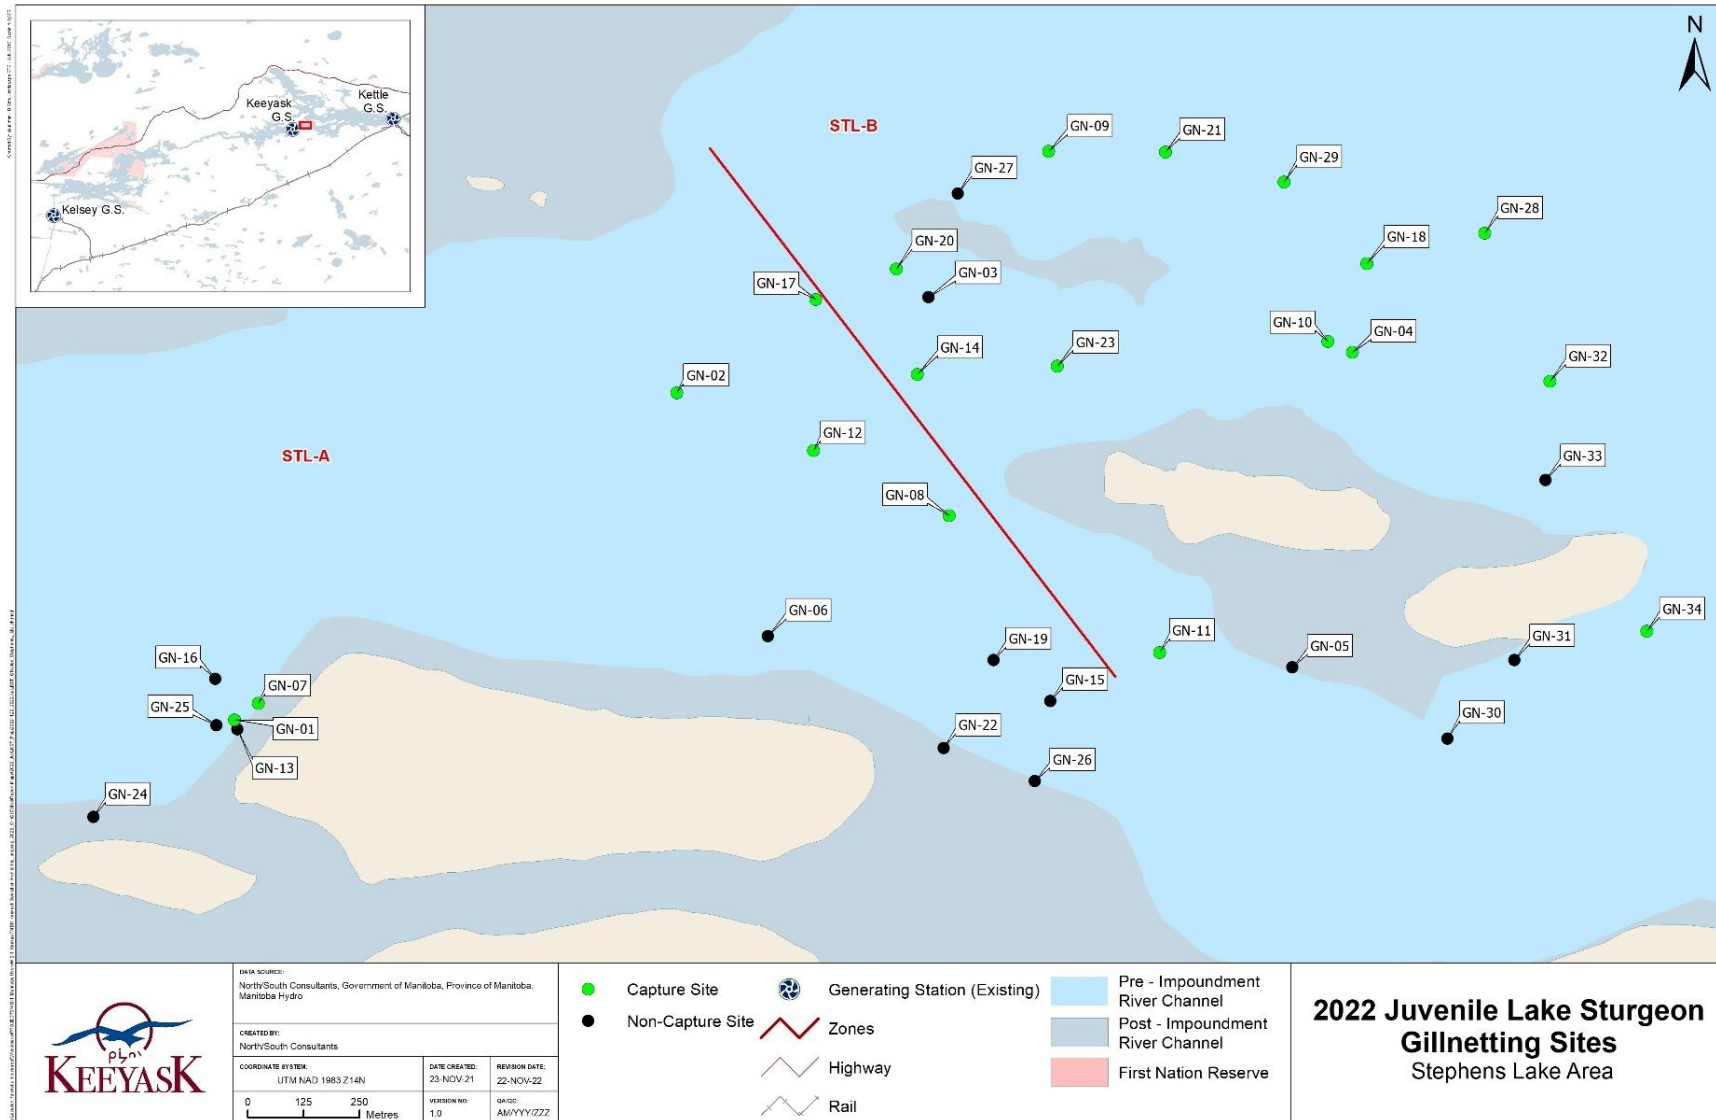 N
Keeyask
G.S.
Kettle
G.S.
Kelsey G.S.
STL-B
GN-09
GN-21
GN-29
GN-27
GN-28
GN-20
GN-18
GN-03
GN-17
GN-10
GN-04
GN-14
GN-23
GN-32
GN-02
GN-12
STL-A
GN-33
GN-08
GN-06
GN-34
GN-19
GN-11
GN-05
GN-31
GN-16
GN-07
GN-15
GN-25
GN-01
GN-30
GN-22
GN-13
GN-26
GN-24
KEEYASK
DATA SOURCE:
North/South Consultants, Government of Manitoba, Province of Manitoba,
Manitoba Hydro
CREATED BY:
North/South Consultants
COORDINATE SYSTEM:
UTM NAD 1983 Z14N
DATE CREATED:
23-NOV-21
REVISION DATE:
22-NOV-22
0 125 250
Metres
VERSION NO:
1.0
QA/QC:
AM/YYY/ZZZ
Capture Site
Non-Capture Site
Generating Station (Existing)
Zones
Highway
Rail
Pre - Impoundment
River Channel
Post - Impoundment
River Channel
First Nation Reserve
2022 Juvenile Lake Sturgeon
Gillnetting Sites
Stephens Lake Area